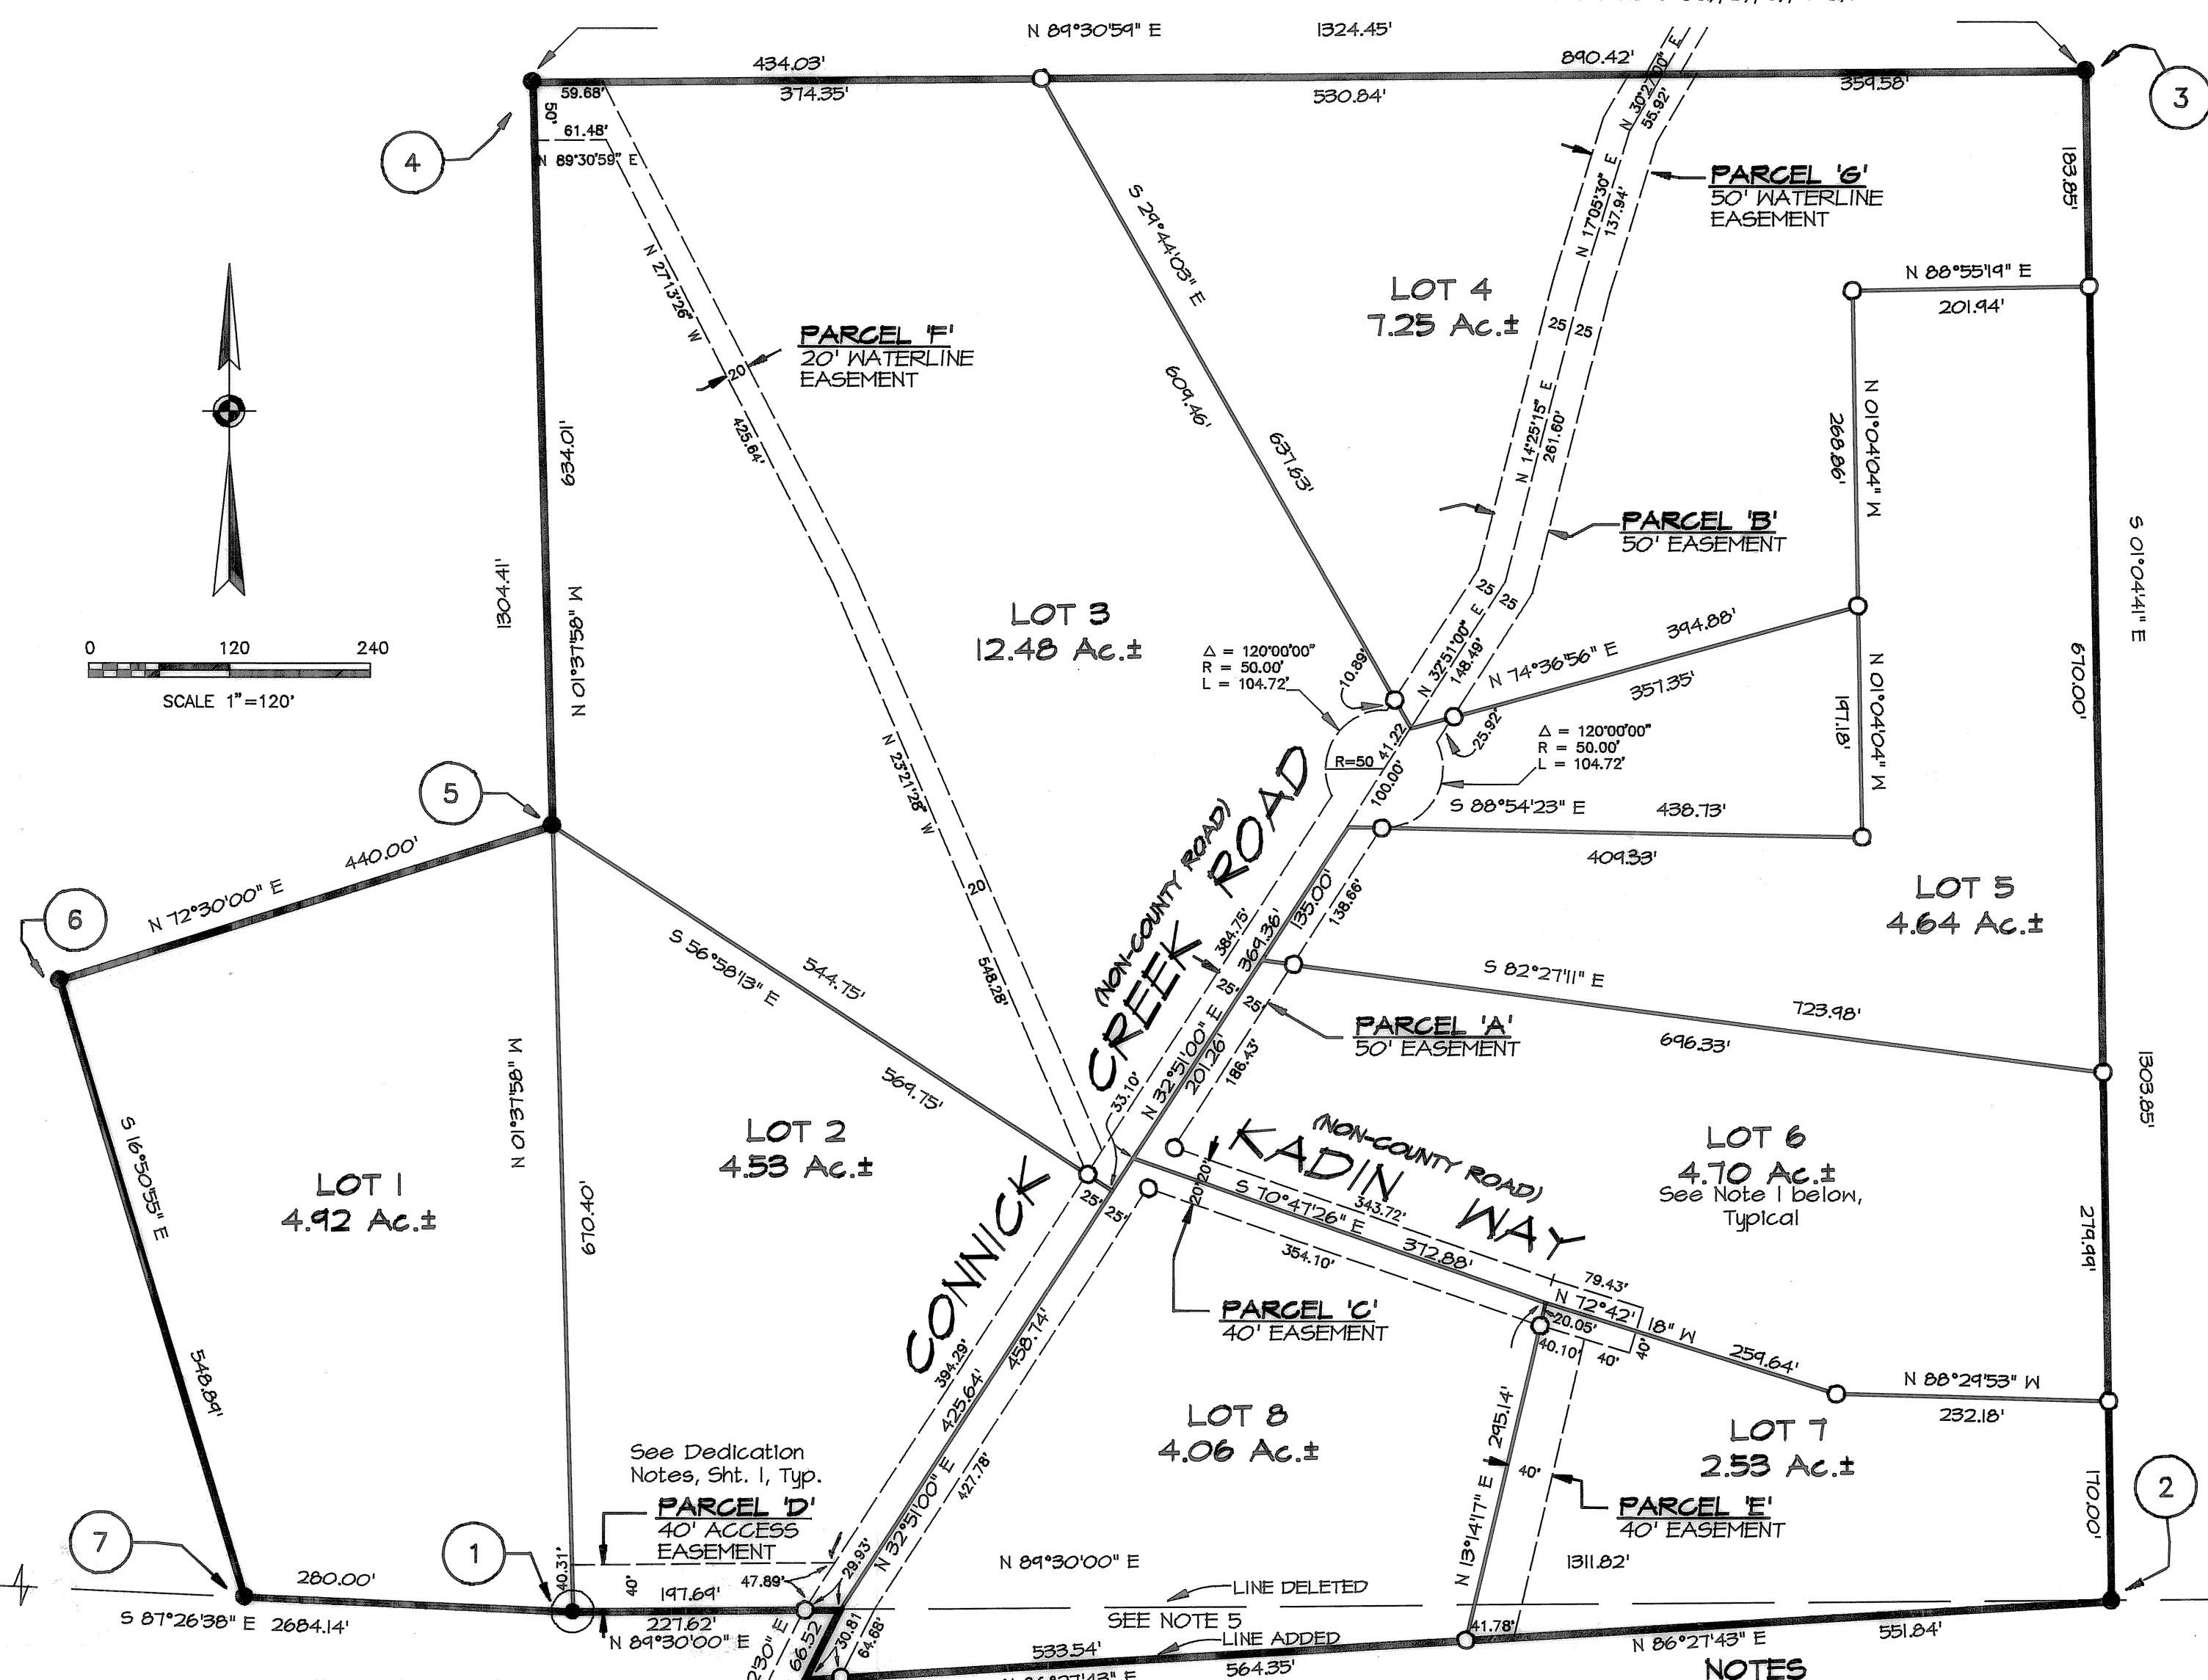 N 89°30'59" E
1324.45'
434.03'
890.42'
59.68'
374.35'
530.84'
359.58'
50'
61.48'
N 89°30'59" E
4
3
N 30°27'00" E
55.92'
183.85'
PARCEL 'G'
50' WATERLINE
EASEMENT
N 17°05'30" E
137.94'
S 29°44'03" E
N 27°13'26" W
LOT 4
7.25 Ac.±
25 25
N 88°55'19" E
201.94'
PARCEL 'F'
20' WATERLINE
EASEMENT
20
425.64'
609.46'
637.63'
N 14°25'15" E
261.60'
268.86'
N 01°04'04" W
634.01'
PARCEL 'B'
50' EASEMENT
S 01°04'41" E
1304.41'
N 01°37'58" W
0 120 240
SCALE 1"=120'
LOT 3
12.48 Ac.±
25 25
Δ = 120°00'00"
R = 50.00'
L = 104.72'
10.89'
N 32°51'00" E
148.49'
N 74°36'56" E
394.88'
357.35'
670.00'
197.18'
N 01°04'04" W
25.92'
Δ = 120°00'00"
R = 50.00'
L = 104.72'
R=50
41.22
100.00'
5
440.00'
N 72°30'00" E
6
N 23°21'28" W
20
548.28'
S 88°54'23" E
438.73'
409.33'
LOT 5
4.64 Ac.±
(NON-COUNTY ROAD)
CONNICK CREEK ROAD
384.75'
369.36'
135.00'
138.66'
S 56°58'13" E
544.75'
569.75'
25' 25'
S 82°27'11" E
723.98'
696.33'
PARCEL 'A'
50' EASEMENT
N 32°51'00" E
201.26'
186.43'
33.10'
1303.85'
N 01°37'58" W
670.40'
S 16°50'55" E
548.89'
LOT 1
4.92 Ac.±
LOT 2
4.53 Ac.±
(NON-COUNTY ROAD)
KADIN WAY
LOT 6
4.70 Ac.±
See Note 1 below,
Typical
20' 20'
S 70°47'26" E
343.72'
372.88'
354.10'
25' 25'
279.99'
PARCEL 'C'
40' EASEMENT
79.43'
N 72°42'18" W
20.05'
40.10'
40'
40'
259.64'
N 88°29'53" W
232.18'
394.29'
425.64'
458.74'
N 32°51'00" E
427.78'
LOT 8
4.06 Ac.±
295.14'
N 13°14'17" E
40'
LOT 7
2.53 Ac.±
170.00'
2
PARCEL 'E'
40' EASEMENT
See Dedication
Notes, Sht. 1, Typ.
PARCEL 'D'
40' ACCESS
EASEMENT
7
1
280.00'
S 87°26'38" E 2684.14'
40.31'
40'
197.69'
227.62'
N 89°30'00" E
47.89'
29.93'
N 89°30'00" E
1311.82'
LINE DELETED
SEE NOTE 5
LINE ADDED
66.52
30.81
64.68'
533.54'
564.35'
41.78'
N 86°27'43" E
551.84'
N 86°27'43" E
NOTES